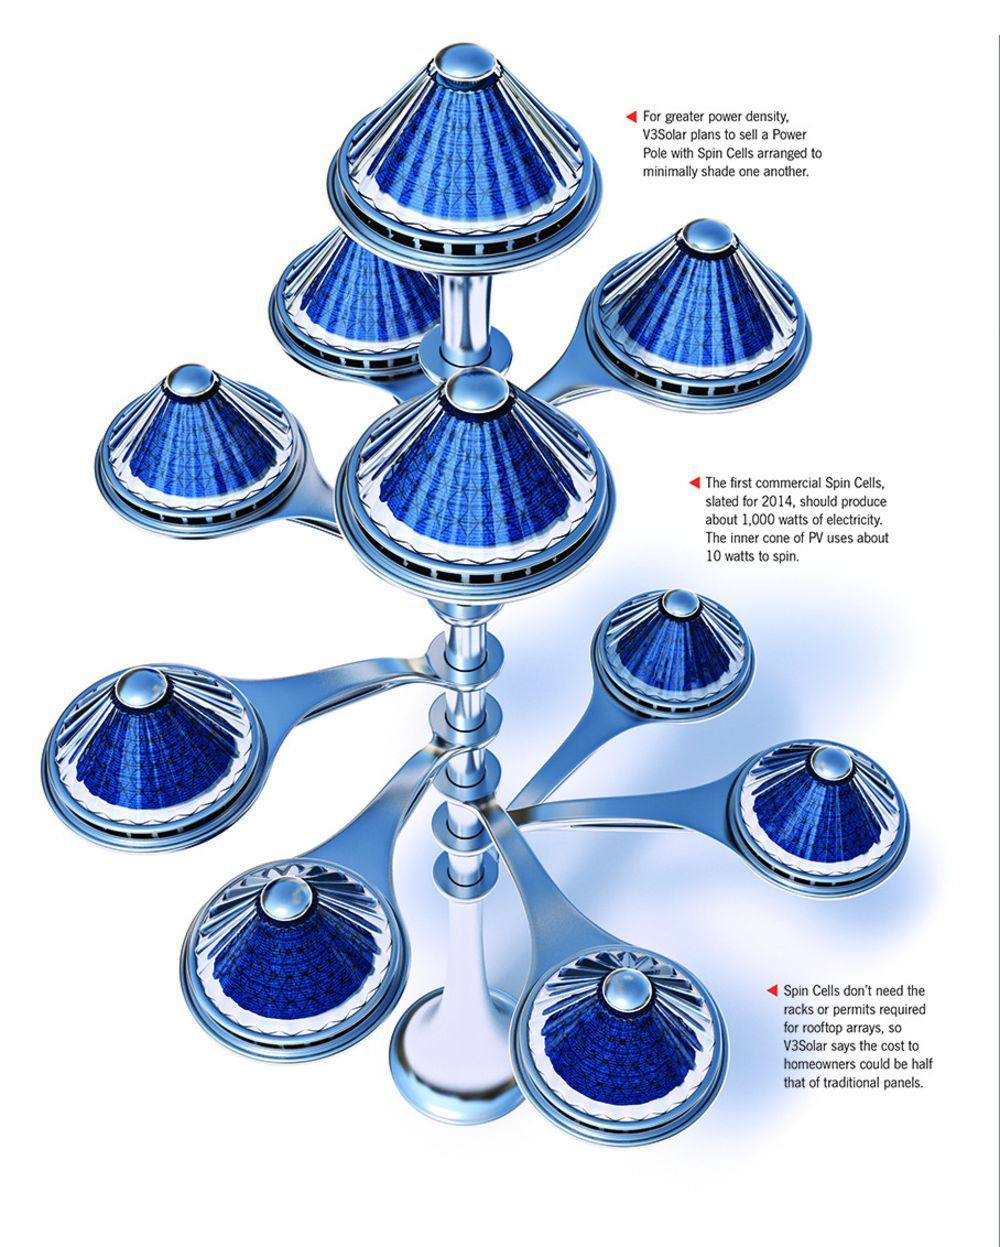 For greater power density,
V3Solar plans to sell a Power
Pole with Spin Cells arranged to
minimally shade one another.
The first commercial Spin Cells,
slated for 2014, should produce
about 1,000 watts of electricity.
The inner cone of PV uses about
10 watts to spin.
Spin Cells don’t need the
racks or permits required
for rooftop arrays, so
V3Solar says the cost to
homeowners could be half
that of traditional panels.